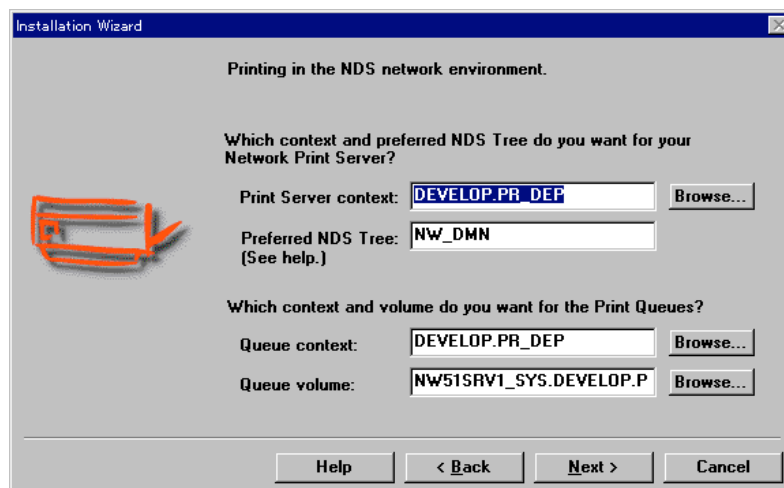 Installation Wizard
Printing in the NDS network environment.
Which context and preferred NDS Tree do you want for your
Network Print Server?
Print Server context: DEVELOP.PR_DEP Browse...
Preferred NDS Tree: NW_DMN
(See help.)
Which context and volume do you want for the Print Queues?
Queue context: DEVELOP.PR_DEP Browse...
Queue volume: NW51SRV1_SYS.DEVELOP.P Browse...
Help < Back Next > Cancel